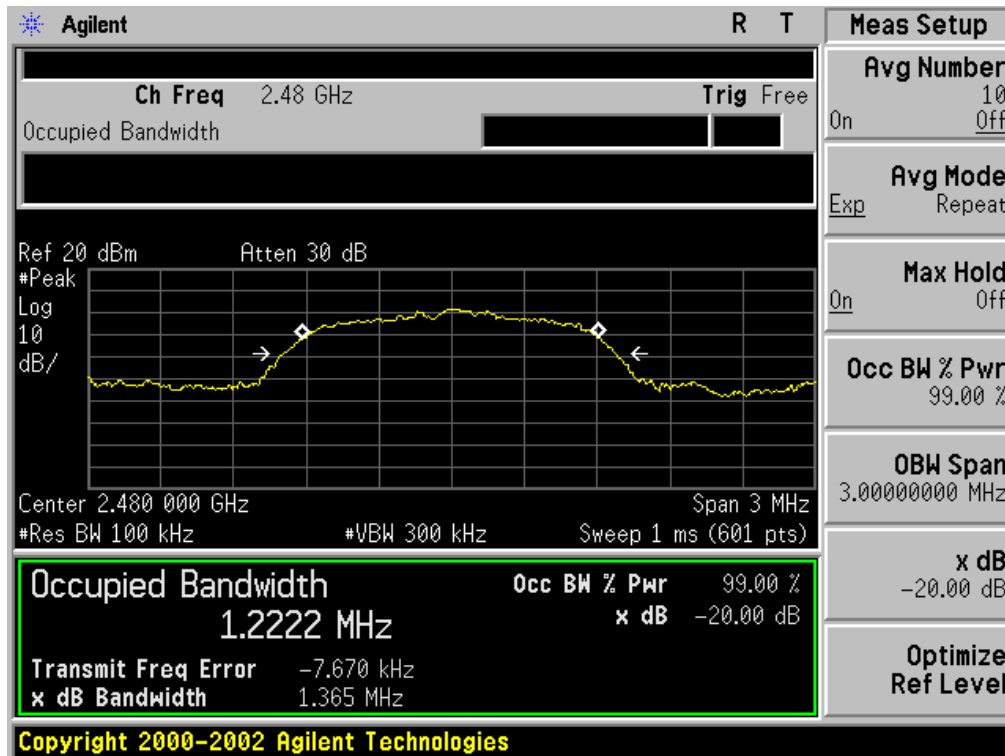 Agilent
R T
Ch Freq 2.48 GHz
Trig Free
Occupied Bandwidth
Ref 20 dBm
Atten 30 dB
#Peak
Log
10
dB/
Center 2.480 000 GHz
Span 3 MHz
#Res BW 100 kHz
#VBW 300 kHz
Sweep 1 ms (601 pts)
Occupied Bandwidth
1.2222 MHz
Occ BW % Pwr 99.00 %
x dB -20.00 dB
Transmit Freq Error -7.670 kHz
x dB Bandwidth 1.365 MHz
Copyright 2000-2002 Agilent Technologies
Meas Setup
Avg Number
10
On Off
Avg Mode
Exp Repeat
Max Hold
On Off
Occ BW % Pwr
99.00 %
OBW Span
3.00000000 MHz
x dB
-20.00 dB
Optimize
Ref Level